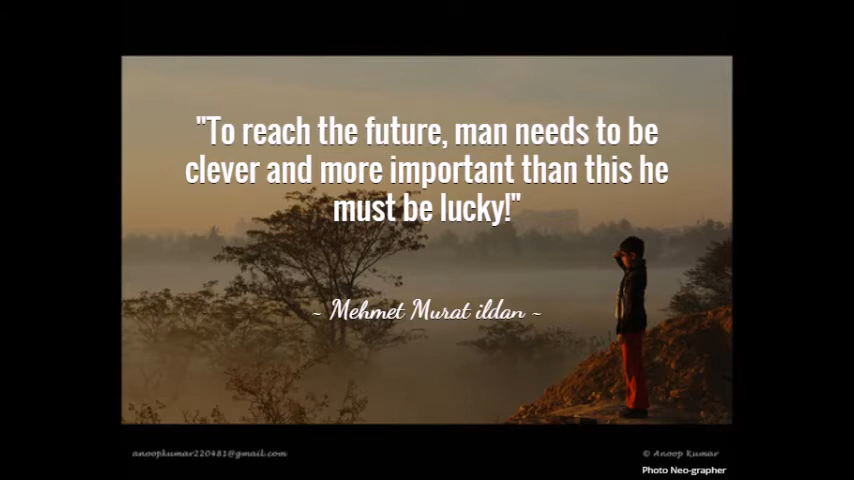 "To reach the future, man needs to be
clever and more important than this he
must be lucky!"
~ Mehmet Murat ildan ~
anoopkumar220481@gmail.com
© Anoop Kumar
Photo Neo-grapher